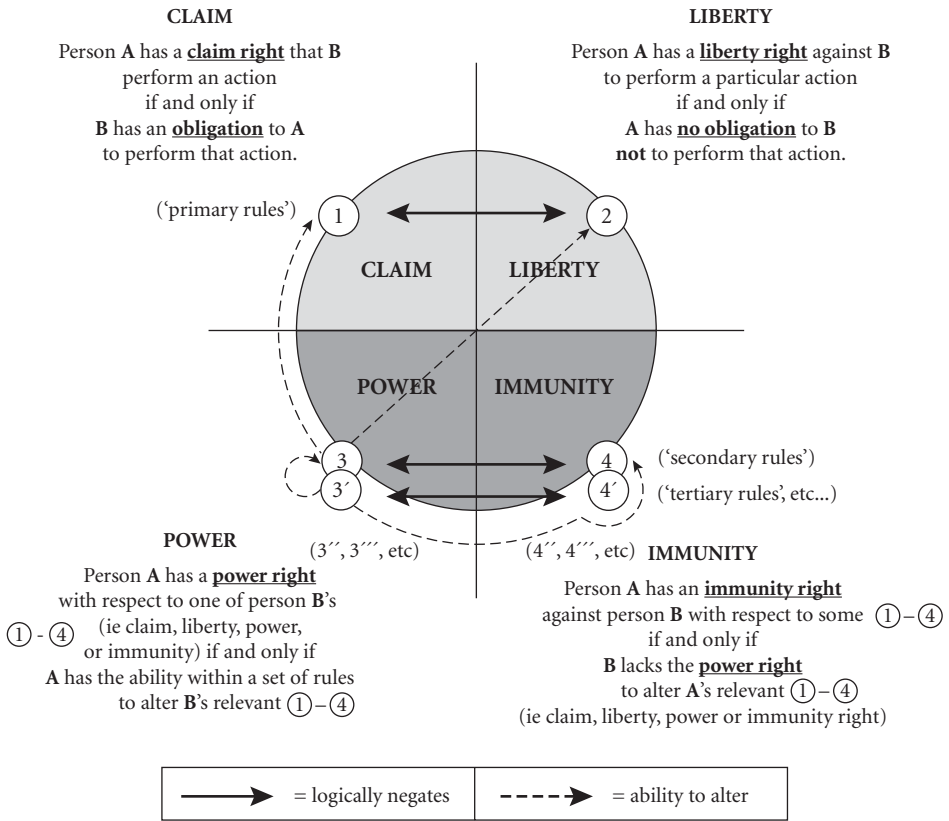 CLAIM
Person A has a claim right that B
perform an action
if and only if
B has an obligation to A
to perform that action.
LIBERTY
Person A has a liberty right against B
to perform a particular action
if and only if
A has no obligation to B
not to perform that action.
(‘primary rules’)
1
2
CLAIM
LIBERTY
POWER
IMMUNITY
3
4
(‘secondary rules’)
3´
4´
(‘tertiary rules’, etc...)
(3´´, 3´´´, etc)
(4´´, 4´´´, etc)
POWER
Person A has a power right
with respect to one of person B’s
1 - 4 (ie claim, liberty, power,
or immunity) if and only if
A has the ability within a set of rules
to alter B’s relevant 1 – 4
IMMUNITY
Person A has an immunity right
against person B with respect to some 1 – 4
if and only if
B lacks the power right
to alter A’s relevant 1 – 4
(ie claim, liberty, power or immunity right)
= logically negates
= ability to alter